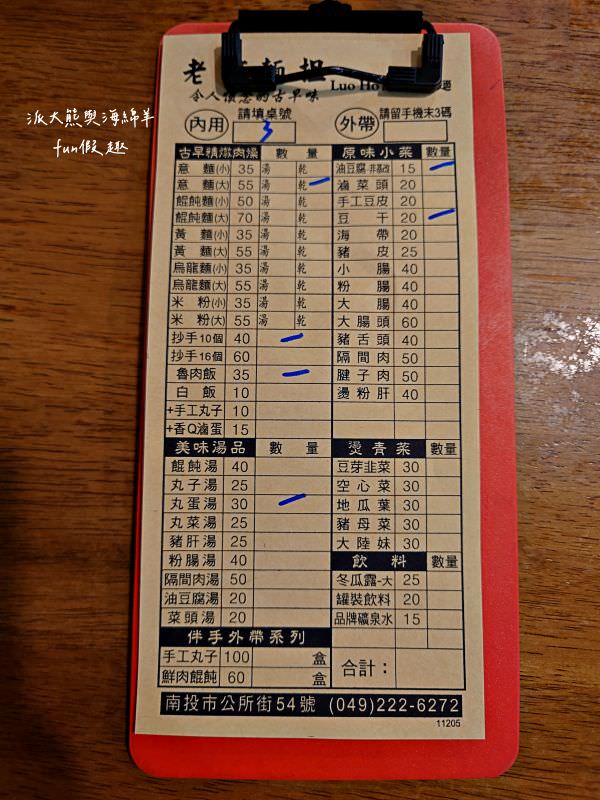 派大熊與海綿羊
fun假趣
老 麵 担
Luo Ho
令人懷念的古早味
內用 請填桌號 3 外帶 請留手機末3碼
古早精燉肉燥 數量 原味小菜 數量
意麵(小) 35 湯 乾 油豆腐-非基改 15
意麵(大) 55 湯 乾 滷菜頭 20
餛飩麵(小) 50 湯 乾 手工豆皮 20
餛飩麵(大) 70 湯 乾 豆干 20
黃麵(小) 35 湯 乾 海帶 20
黃麵(大) 55 湯 乾 豬皮 25
烏龍麵(小) 35 湯 乾 小腸 40
烏龍麵(大) 55 湯 乾 粉腸 40
米粉(小) 35 湯 乾 大腸 40
米粉(大) 55 湯 乾 大腸頭 60
抄手10個 40 豬舌頭 40
抄手16個 60 隔間肉 50
魯肉飯 35 腱子肉 50
白飯 10 燙粉肝 40
+手工丸子 10
+香Q滷蛋 15
美味湯品 數量 燙青菜 數量
餛飩湯 40 豆芽韭菜 30
丸子湯 25 空心菜 30
丸蛋湯 30 地瓜葉 30
丸菜湯 25 豬母菜 30
豬肝湯 25 大陸妹 30
粉腸湯 40 飲料 數量
隔間肉湯 50 冬瓜露-大 25
油豆腐湯 20 罐裝飲料 20
菜頭湯 20 品牌礦泉水 15
伴手外帶系列
手工丸子 100 盒 合計：
鮮肉餛飩 60 盒
南投市公所街54號 (049)222-6272
11205